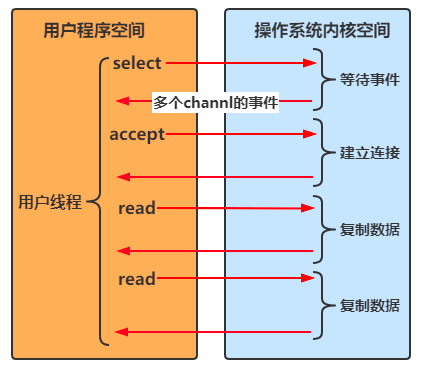 用户程序空间
操作系统内核空间
select
等待事件
多个channl的事件
accept
建立连接
用户线程
read
复制数据
read
复制数据